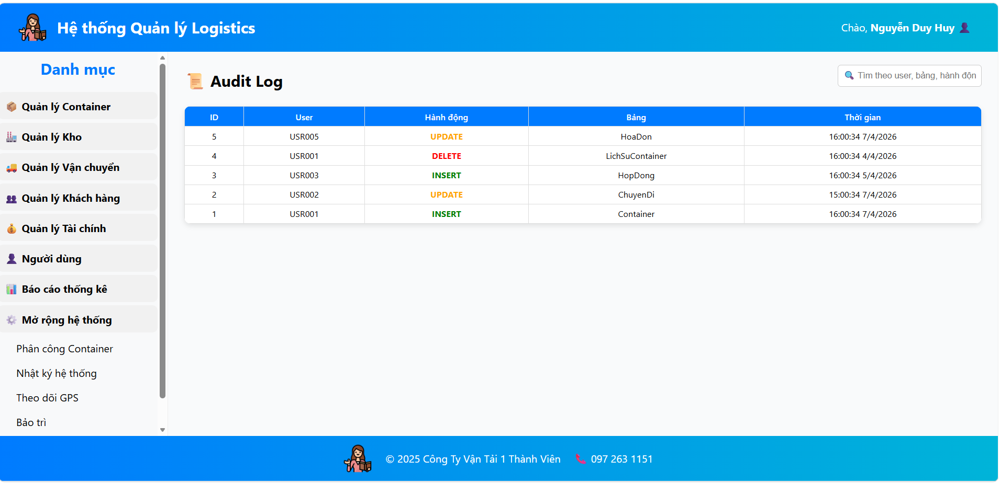 Hệ thống Quản lý Logistics
Chào, Nguyễn Duy Huy
Danh mục
Quản lý Container
Quản lý Kho
Quản lý Vận chuyển
Quản lý Khách hàng
Quản lý Tài chính
Người dùng
Báo cáo thống kê
Mở rộng hệ thống
Phân công Container
Nhật ký hệ thống
Theo dõi GPS
Bảo trì
Audit Log
Tìm theo user, bảng, hành độn
ID User Hành động Bảng Thời gian
5 USR005 UPDATE HoaDon 16:00:34 7/4/2026
4 USR001 DELETE LichSuContainer 16:00:34 4/4/2026
3 USR003 INSERT HopDong 16:00:34 5/4/2026
2 USR002 UPDATE ChuyenDi 15:00:34 7/4/2026
1 USR001 INSERT Container 16:00:34 7/4/2026
© 2025 Công Ty Vận Tải 1 Thành Viên 097 263 1151